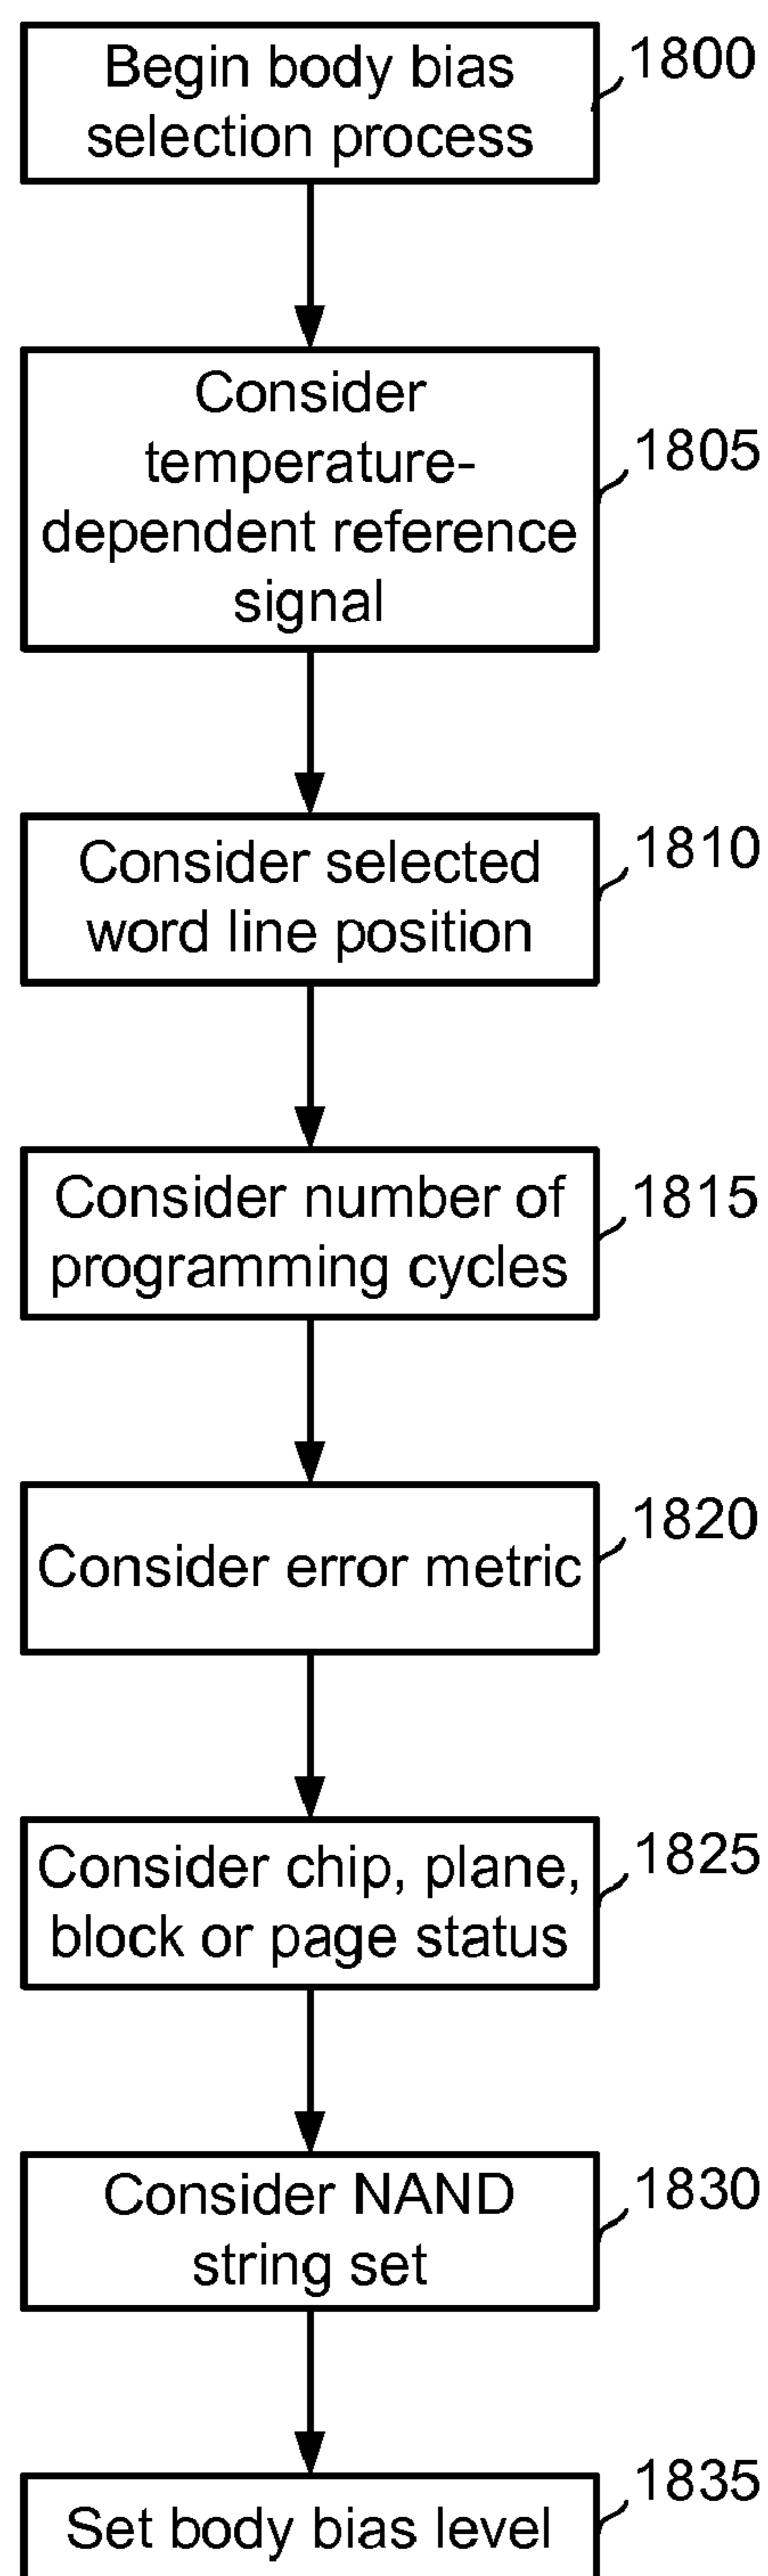 Begin body bias
selection process
1800
Consider
temperature-
dependent reference
signal
1805
Consider selected
word line position
1810
Consider number of
programming cycles
1815
Consider error metric
1820
Consider chip, plane,
block or page status
1825
Consider NAND
string set
1830
Set body bias level
1835